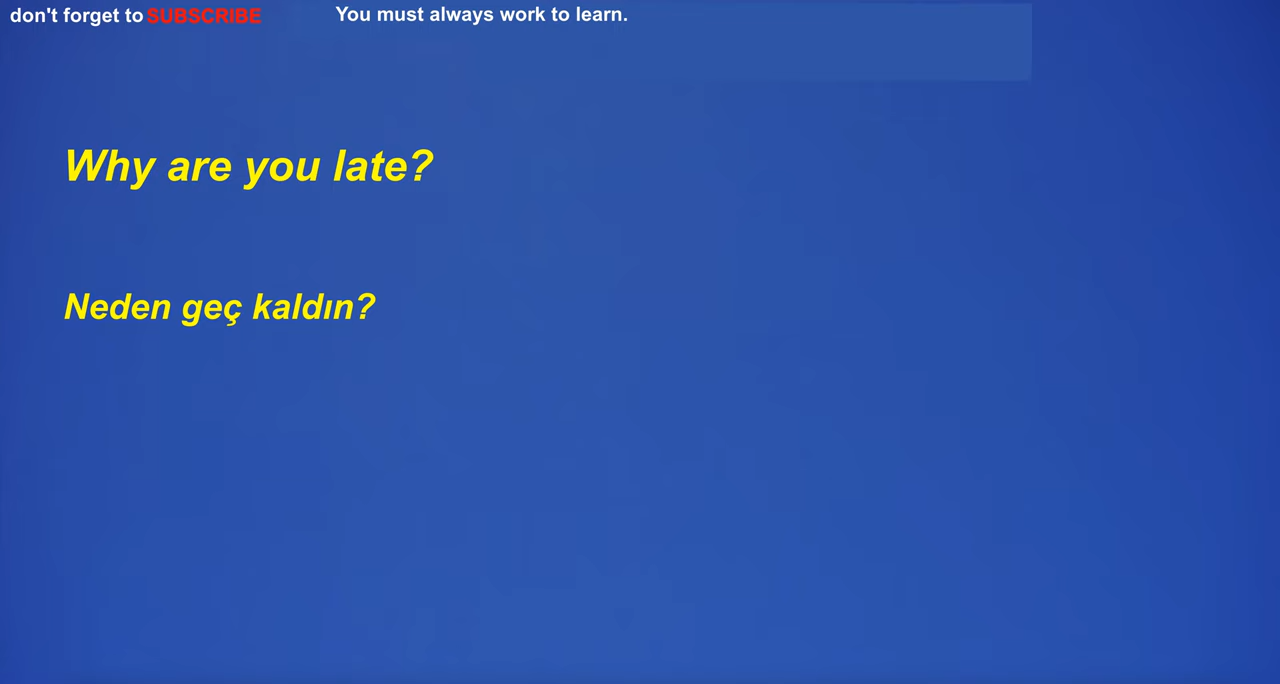 don't forget to SUBSCRIBE
You must always work to learn.
Why are you late?
Neden geç kaldın?